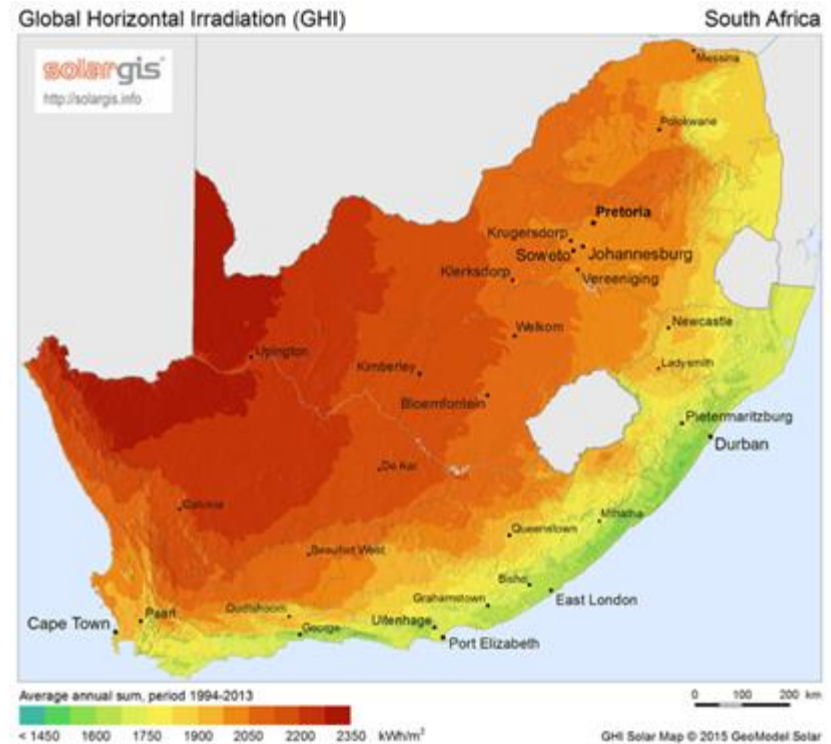 Global Horizontal Irradiation (GHI)
South Africa
solargis
http://solargis.info
Messina
Polokwane
Pretoria
Krugersdorp
Soweto
Johannesburg
Klerksdorp
Vereeniging
Welkom
Newcastle
Upington
Kimberley
Ladysmith
Bloemfontein
Pietermaritzburg
Durban
De Aar
Calvinia
Mthatha
Queenstown
Beaufort West
Bisho
Grahamstown
East London
Cape Town
Paarl
Oudtshoorn
George
Uitenhage
Port Elizabeth
Average annual sum, period 1994-2013
0 100 200 km
< 1450 1600 1750 1900 2050 2200 2350 kWh/m²
GHI Solar Map © 2015 GeoModel Solar